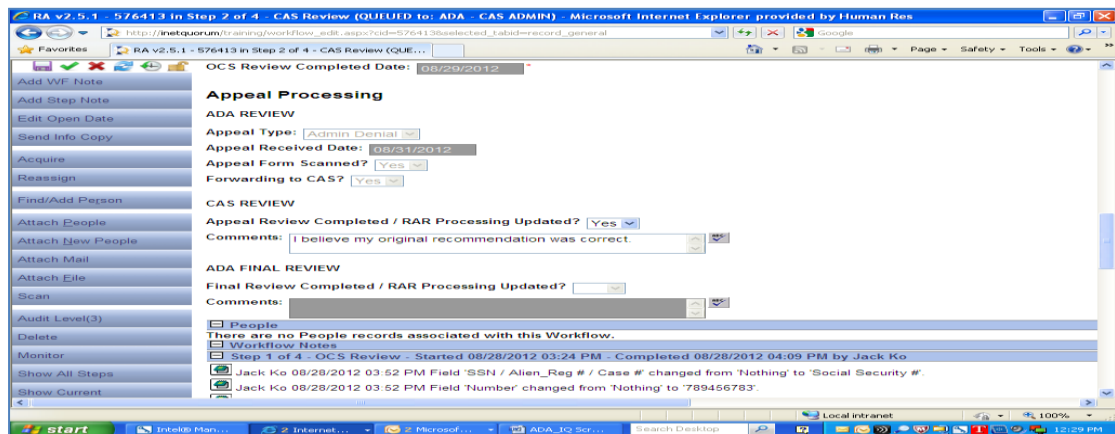 RA v2.5.1 - 576413 in Step 2 of 4 - CAS Review (QUEUED to: ADA - CAS ADMIN) - Microsoft Internet Explorer provided by Human Res
http://inetquorum/training/workflow_edit.aspx?cid=576413&selected_tabid=record_general
Google
Favorites
RA v2.5.1 - 576413 in Step 2 of 4 - CAS Review (QUE...
Page
Safety
Tools
OCS Review Completed Date: 08/29/2012 *
Add WF Note
Add Step Note
Edit Open Date
Send Info Copy
Acquire
Reassign
Find/Add Person
Attach People
Attach New People
Attach Mail
Attach File
Scan
Audit Level(3)
Delete
Monitor
Show All Steps
Show Current
Appeal Processing
ADA REVIEW
Appeal Type: Admin Denial
Appeal Received Date: 08/31/2012
Appeal Form Scanned? Yes
Forwarding to CAS? Yes
CAS REVIEW
Appeal Review Completed / RAR Processing Updated? Yes
Comments: I believe my original recommendation was correct.
ADA FINAL REVIEW
Final Review Completed / RAR Processing Updated?
Comments:
People
There are no People records associated with this Workflow.
Workflow Notes
Step 1 of 4 - OCS Review - Started 08/28/2012 03:24 PM - Completed 08/28/2012 04:09 PM by Jack Ko
Jack Ko 08/28/2012 03:52 PM Field 'SSN / Alien_Reg # / Case #' changed from 'Nothing' to 'Social Security #'.
Jack Ko 08/28/2012 03:52 PM Field 'Number' changed from 'Nothing' to '789456783'.
Local intranet
100%
start
Intel® Man...
2 Internet...
2 Microsof...
ADA_IQ Scr...
Search Desktop
12:29 PM